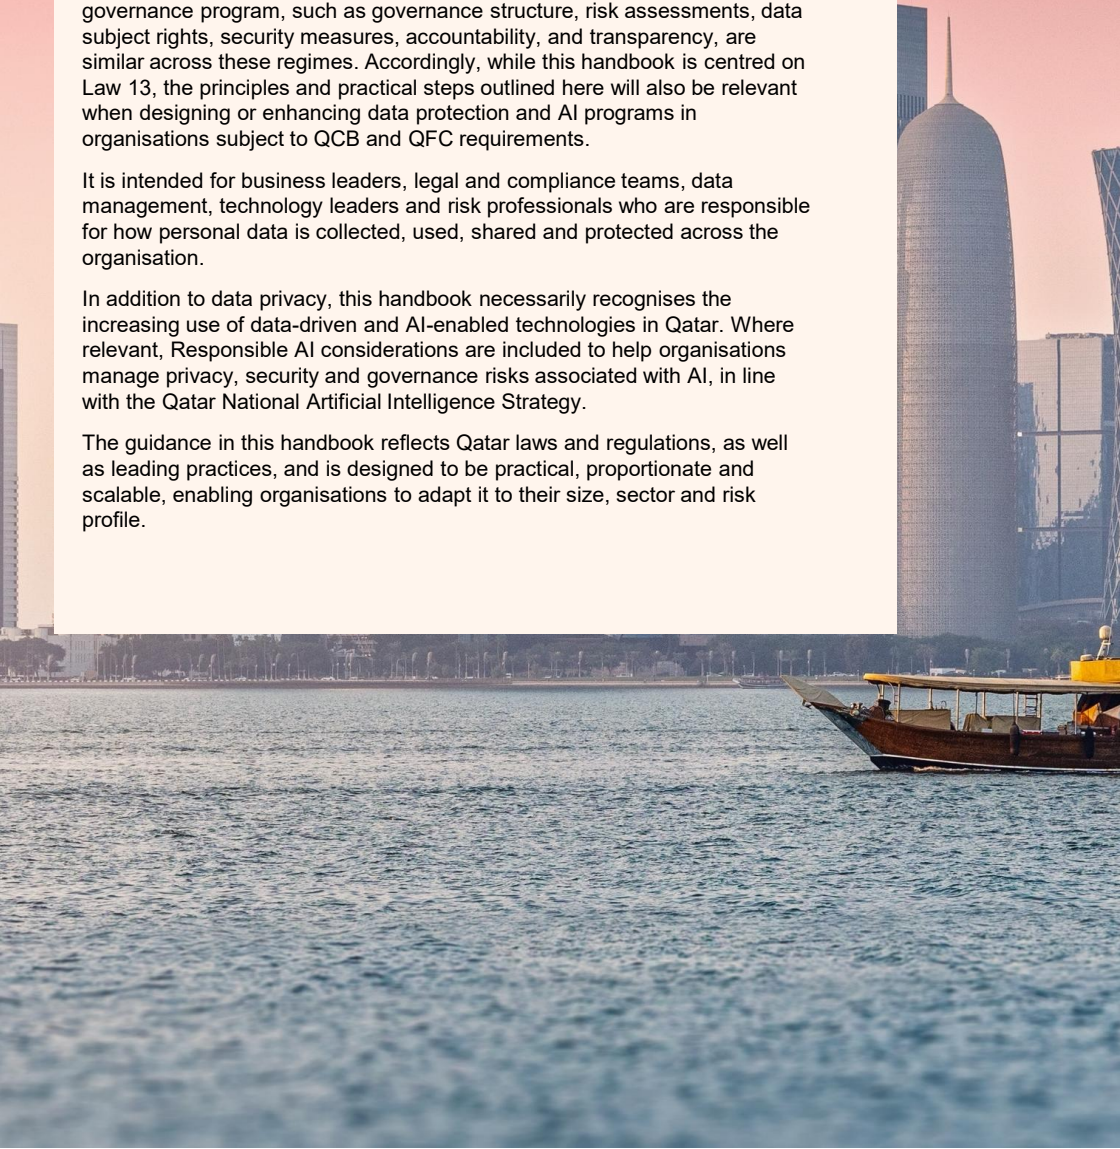 governance program, such as governance structure, risk assessments, data
subject rights, security measures, accountability, and transparency, are
similar across these regimes. Accordingly, while this handbook is centred on
Law 13, the principles and practical steps outlined here will also be relevant
when designing or enhancing data protection and AI programs in
organisations subject to QCB and QFC requirements.
It is intended for business leaders, legal and compliance teams, data
management, technology leaders and risk professionals who are responsible
for how personal data is collected, used, shared and protected across the
organisation.
In addition to data privacy, this handbook necessarily recognises the
increasing use of data-driven and AI-enabled technologies in Qatar. Where
relevant, Responsible AI considerations are included to help organisations
manage privacy, security and governance risks associated with AI, in line
with the Qatar National Artificial Intelligence Strategy.
The guidance in this handbook reflects Qatar laws and regulations, as well
as leading practices, and is designed to be practical, proportionate and
scalable, enabling organisations to adapt it to their size, sector and risk
profile.